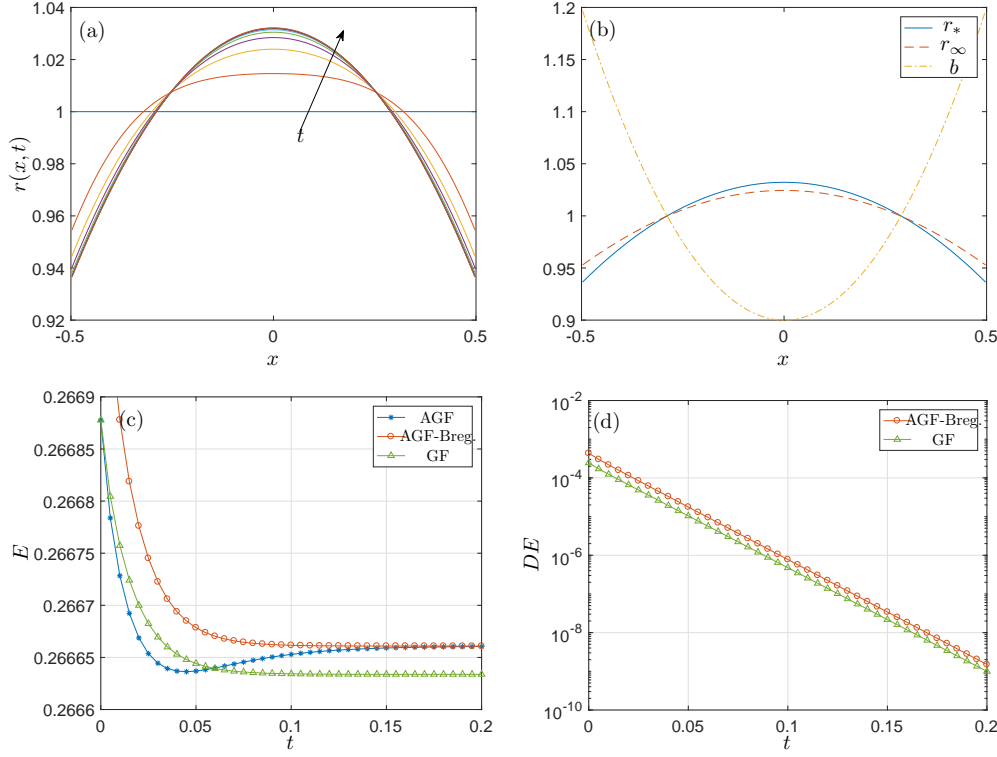 (a)
1.04
1.02
1
0.98
0.96
0.94
0.92
r(x, t)
t
-0.5
0
0.5
x
(b)
1.2
1.15
1.1
1.05
1
0.95
0.9
r*
r∞
b
-0.5
0
0.5
x
(c)
0.2669
0.26685
0.2668
0.26675
0.2667
0.26665
0.2666
E
AGF
AGF-Breg.
GF
0
0.05
0.1
0.15
0.2
t
(d)
10^-2
10^-4
10^-6
10^-8
10^-10
DE
AGF-Breg.
GF
0
0.05
0.1
0.15
0.2
t